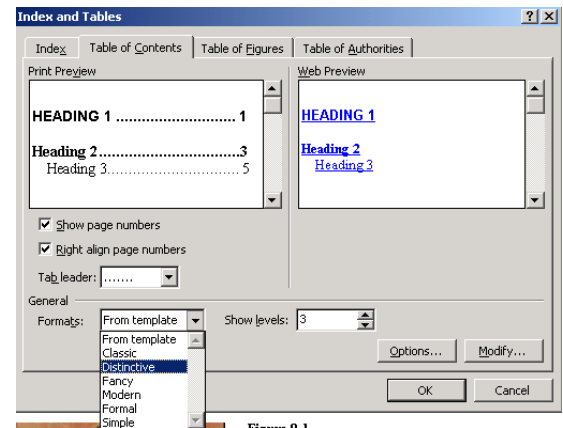 Index and Tables
Index Table of Contents Table of Figures Table of Authorities
Print Preview Web Preview
HEADING 1 ........................... 1 HEADING 1
Heading 2....................................3 Heading 2
Heading 3................................... 5 Heading 3
Show page numbers
Right align page numbers
Tab leader: .......
General
Formats: From template Show levels: 3
From template
Classic
Distinctive Options... Modify...
Fancy
Modern OK Cancel
Formal
Simple
Figure 9.1